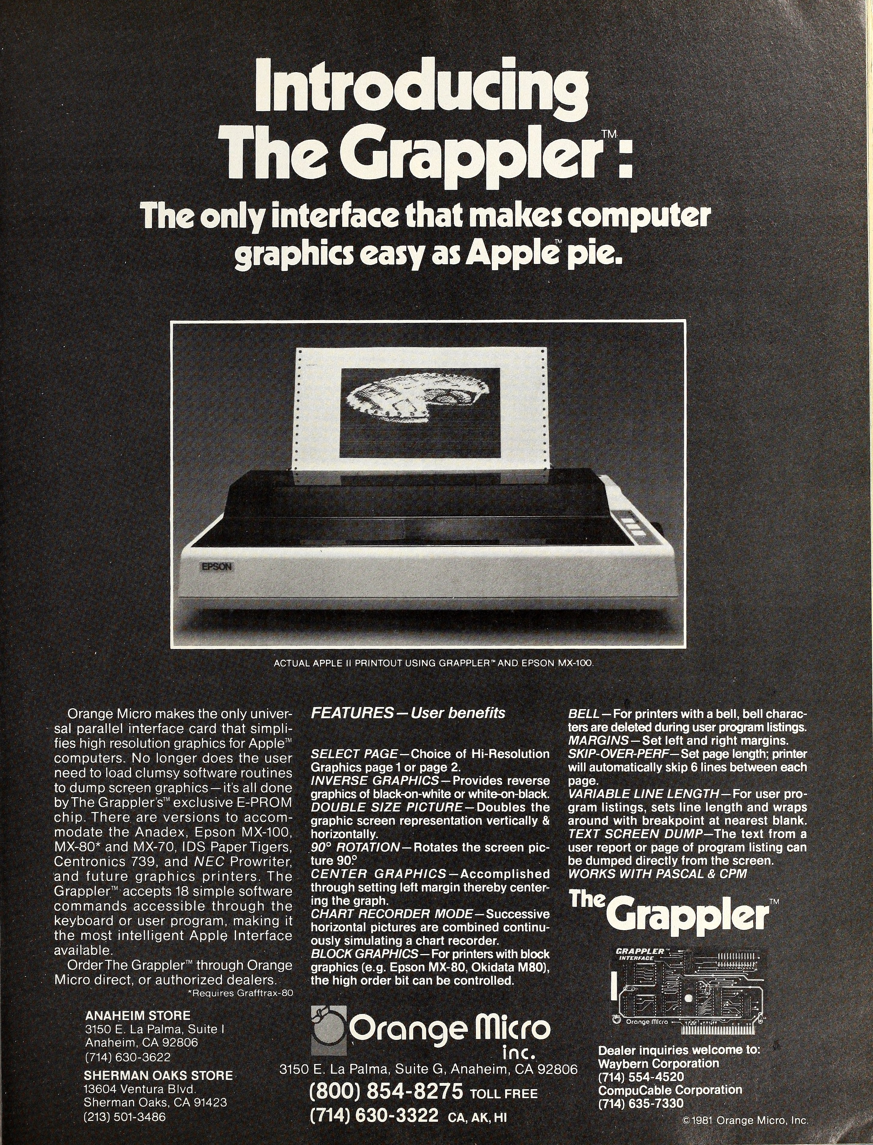 Introducing
The Grappler™:
The only interface that makes computer
graphics easy as Apple™ pie.
EPSON
ACTUAL APPLE II PRINTOUT USING GRAPPLER™ AND EPSON MX-100.
Orange Micro makes the only univer-
sal parallel interface card that simpli-
fies high resolution graphics for Apple™
computers. No longer does the user
need to load clumsy software routines
to dump screen graphics—it's all done
by The Grappler's™ exclusive E-PROM
chip. There are versions to accom-
modate the Anadex, Epson MX-100,
MX-80* and MX-70, IDS Paper Tigers,
Centronics 739, and NEC Prowriter,
and future graphics printers. The
Grappler™ accepts 18 simple software
commands accessible through the
keyboard or user program, making it
the most intelligent Apple Interface
available.
Order The Grappler™ through Orange
Micro direct, or authorized dealers.
*Requires Grafftrax-80
FEATURES—User benefits
SELECT PAGE—Choice of Hi-Resolution
Graphics page 1 or page 2.
INVERSE GRAPHICS—Provides reverse
graphics of black-on-white or white-on-black.
DOUBLE SIZE PICTURE—Doubles the
graphic screen representation vertically &
horizontally.
90° ROTATION—Rotates the screen pic-
ture 90°.
CENTER GRAPHICS—Accomplished
through setting left margin thereby center-
ing the graph.
CHART RECORDER MODE—Successive
horizontal pictures are combined continu-
ously simulating a chart recorder.
BLOCK GRAPHICS—For printers with block
graphics (e.g. Epson MX-80, Okidata M80),
the high order bit can be controlled.
BELL—For printers with a bell, bell charac-
ters are deleted during user program listings.
MARGINS—Set left and right margins.
SKIP-OVER-PERF—Set page length; printer
will automatically skip 6 lines between each
page.
VARIABLE LINE LENGTH—For user pro-
gram listings, sets line length and wraps
around with breakpoint at nearest blank.
TEXT SCREEN DUMP—The text from a
user report or page of program listing can
be dumped directly from the screen.
WORKS WITH PASCAL & CPM
The Grappler™
GRAPPLER
INTERFACE
Orange Micro
ANAHEIM STORE
3150 E. La Palma, Suite I
Anaheim, CA 92806
(714) 630-3622
SHERMAN OAKS STORE
13604 Ventura Blvd.
Sherman Oaks, CA 91423
(213) 501-3486
Orange Micro
inc.
3150 E. La Palma, Suite G, Anaheim, CA 92806
(800) 854-8275 TOLL FREE
(714) 630-3322 CA, AK, HI
Dealer inquiries welcome to:
Waybern Corporation
(714) 554-4520
CompuCable Corporation
(714) 635-7330
©1981 Orange Micro, Inc.